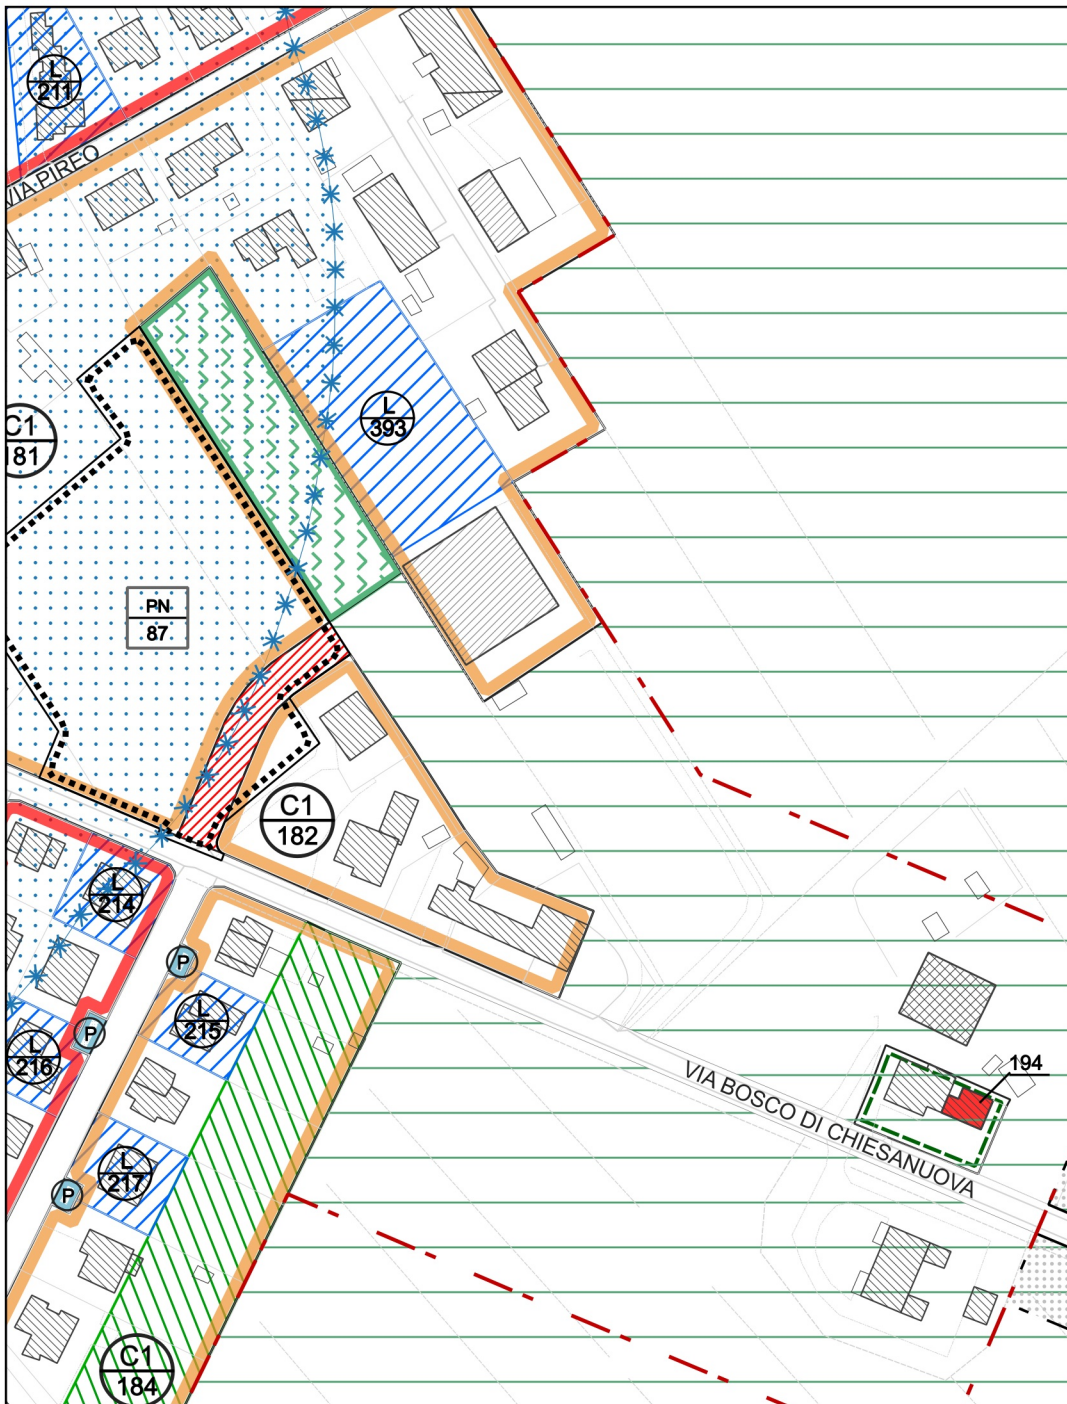 L
211
VIA PIREO
L
393
C1
181
PN
87
C1
182
L
214
P
L
215
P
L
216
194
VIA BOSCO DI CHIESANUOVA
L
217
P
C1
184